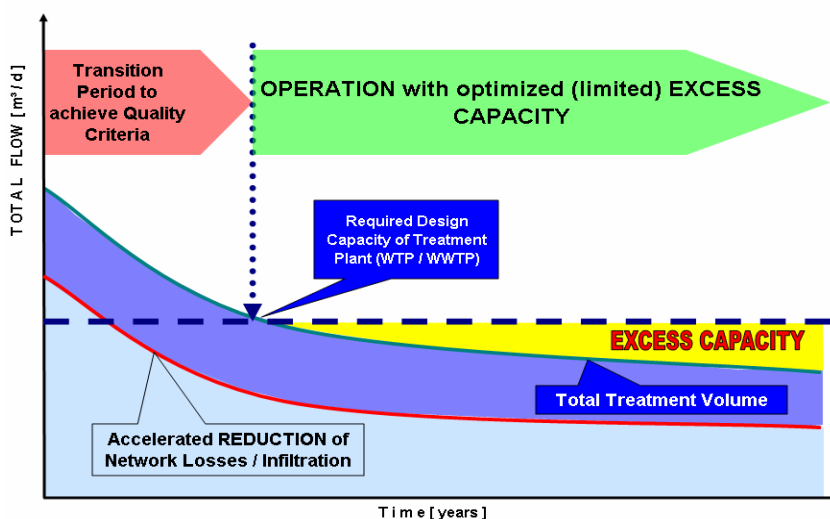 TOTAL FLOW [m³/d]
Transition
Period to
achieve Quality
Criteria
OPERATION with optimized (limited) EXCESS
CAPACITY
Required Design
Capacity of Treatment
Plant (WTP / WWTP)
EXCESS CAPACITY
Total Treatment Volume
Accelerated REDUCTION of
Network Losses / Infiltration
Time [years]